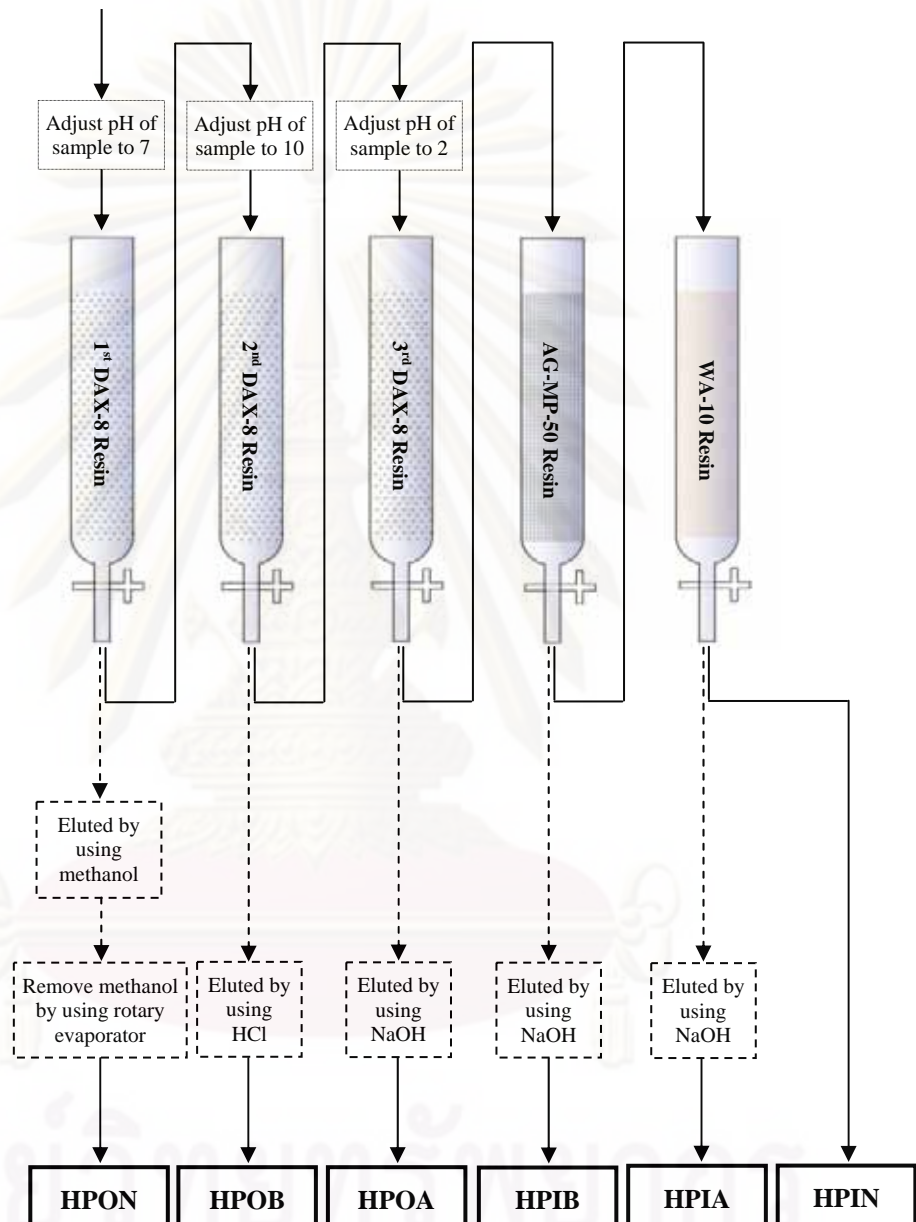 Adjust pH of
sample to 7
Adjust pH of
sample to 10
Adjust pH of
sample to 2
1st DAX-8 Resin
2nd DAX-8 Resin
3rd DAX-8 Resin
AG-MP-50 Resin
WA-10 Resin
Eluted by
using
methanol
Remove methanol
by using rotary
evaporator
Eluted by
using
HCl
Eluted by
using
NaOH
Eluted by
using
NaOH
Eluted by
using
NaOH
HPON
HPOB
HPOA
HPIB
HPIA
HPIN